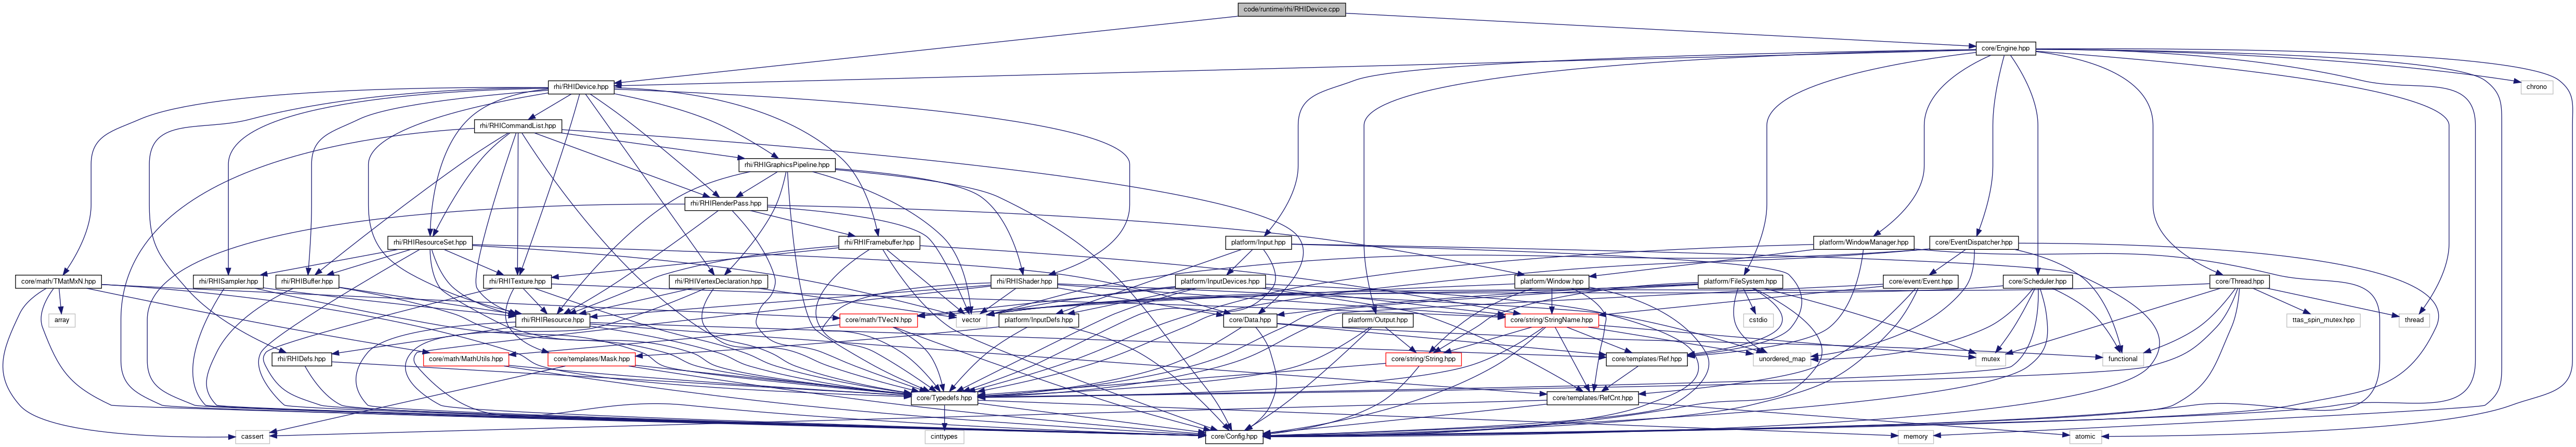 code/runtime/rhi/RHIDevice.cpp
core/Engine.hpp
rhi/RHIDevice.hpp
chrono
rhi/RHICommandList.hpp
rhi/RHIGraphicsPipeline.hpp
rhi/RHIRenderPass.hpp
rhi/RHIResourceSet.hpp
rhi/RHIFramebuffer.hpp
platform/Input.hpp
platform/WindowManager.hpp
core/EventDispatcher.hpp
core/math/TMatMxN.hpp
rhi/RHISampler.hpp
rhi/RHIBuffer.hpp
rhi/RHITexture.hpp
rhi/RHIVertexDeclaration.hpp
rhi/RHIShader.hpp
platform/InputDevices.hpp
platform/Window.hpp
platform/FileSystem.hpp
core/event/Event.hpp
core/Scheduler.hpp
core/Thread.hpp
array
rhi/RHIResource.hpp
core/math/TVecN.hpp
vector
platform/InputDefs.hpp
core/Data.hpp
platform/Output.hpp
core/string/StringName.hpp
cstdio
ttas_spin_mutex.hpp
thread
rhi/RHIDefs.hpp
core/math/MathUtils.hpp
core/templates/Mask.hpp
core/string/String.hpp
core/templates/Ref.hpp
unordered_map
mutex
functional
core/Typedefs.hpp
core/templates/RefCnt.hpp
cassert
cinttypes
core/Config.hpp
memory
atomic